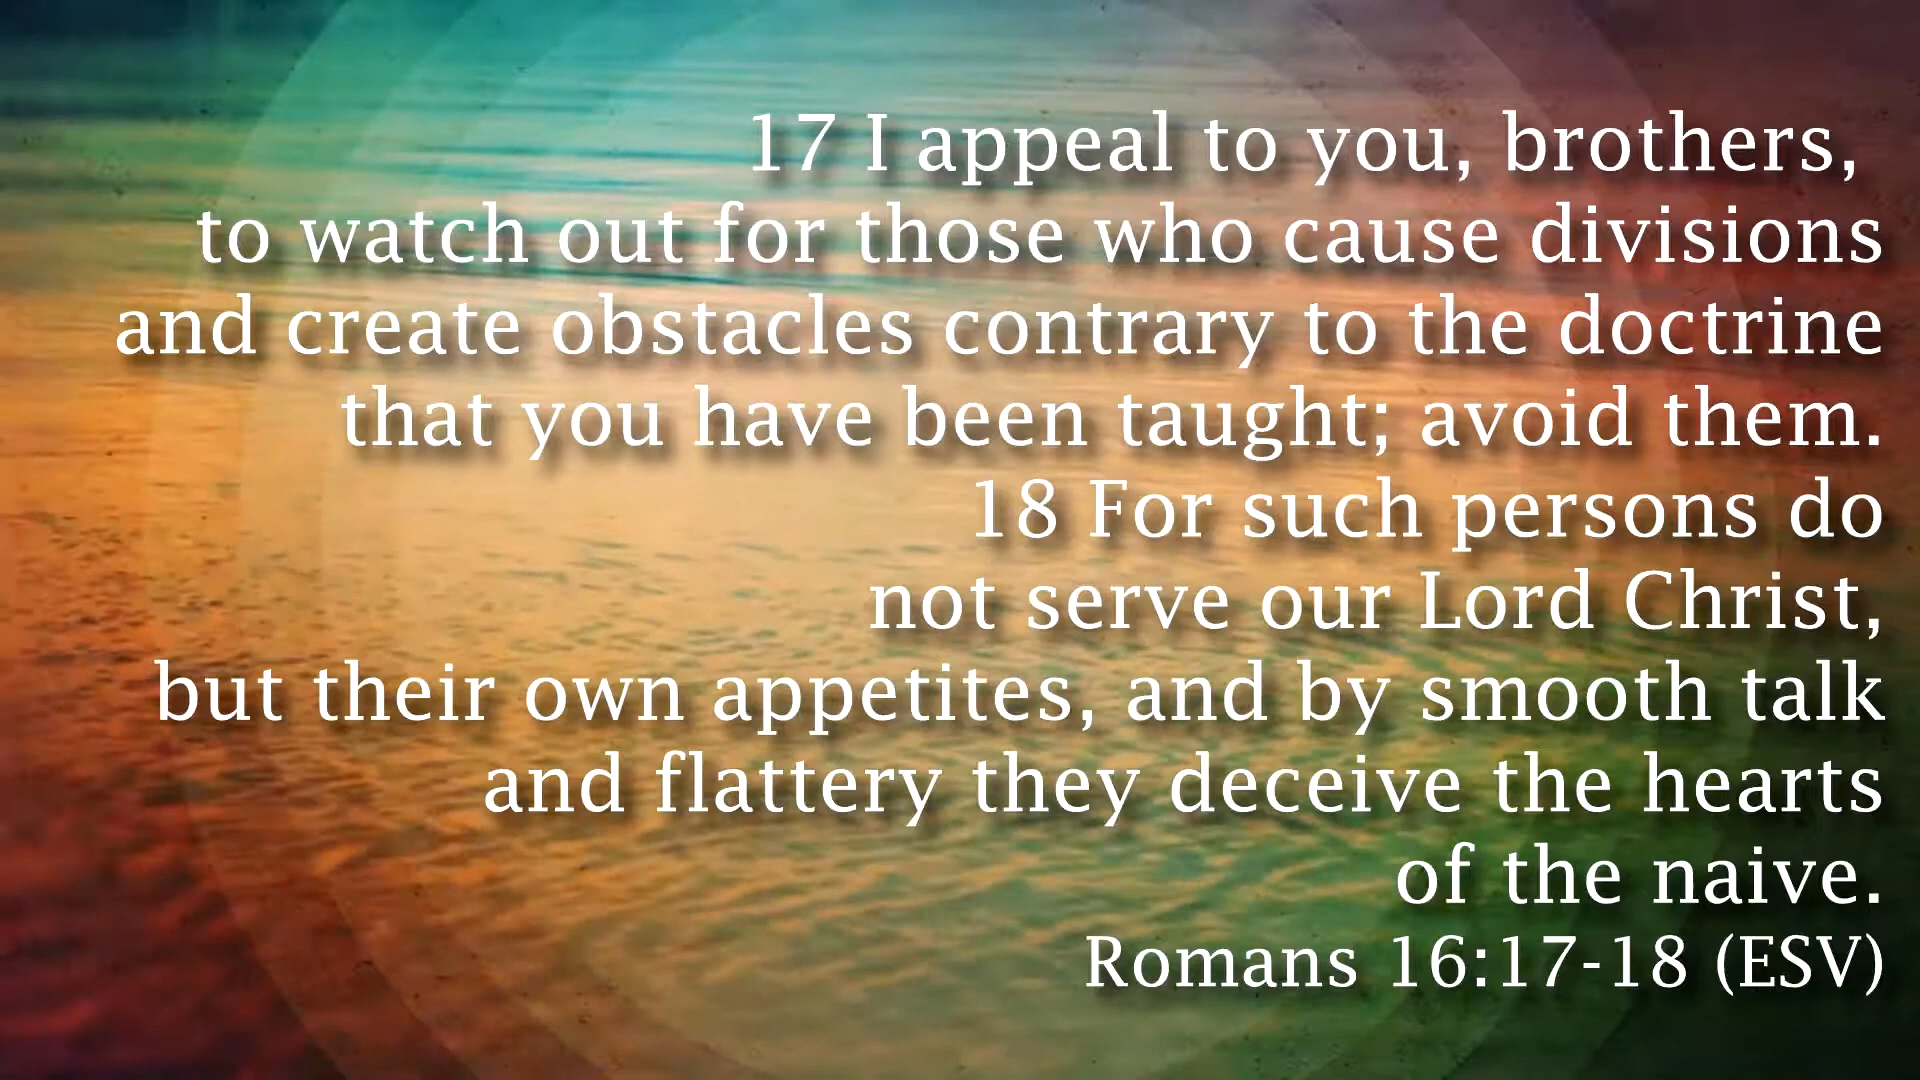 17 I appeal to you, brothers,
to watch out for those who cause divisions
and create obstacles contrary to the doctrine
that you have been taught; avoid them.
18 For such persons do
not serve our Lord Christ,
but their own appetites, and by smooth talk
and flattery they deceive the hearts
of the naive.
Romans 16:17-18 (ESV)